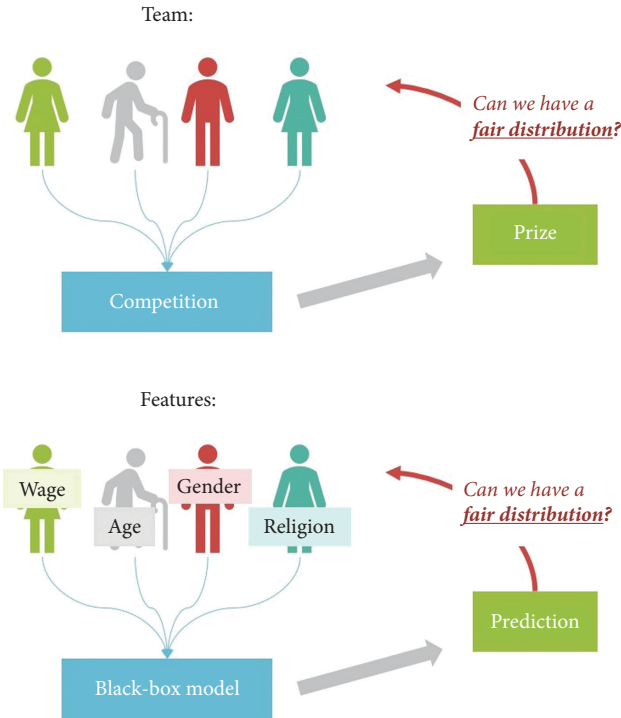 Team:
Can we have a
fair distribution?
Prize
Competition
Features:
Wage
Gender
Age
Religion
Can we have a
fair distribution?
Prediction
Black-box model